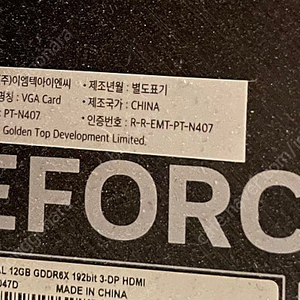 (주)이엠텍아이엔씨 • 제조년월 : 별도표기
명칭 : VGA Card • 제조국가 : CHINA
: PT-N407 • 인증번호 : R-R-EMT-PT-N407
Golden Top Development Limited.
EFORC
AL 12GB GDDR6X 192bit 3-DP HDMI
047D
MADE IN CHINA